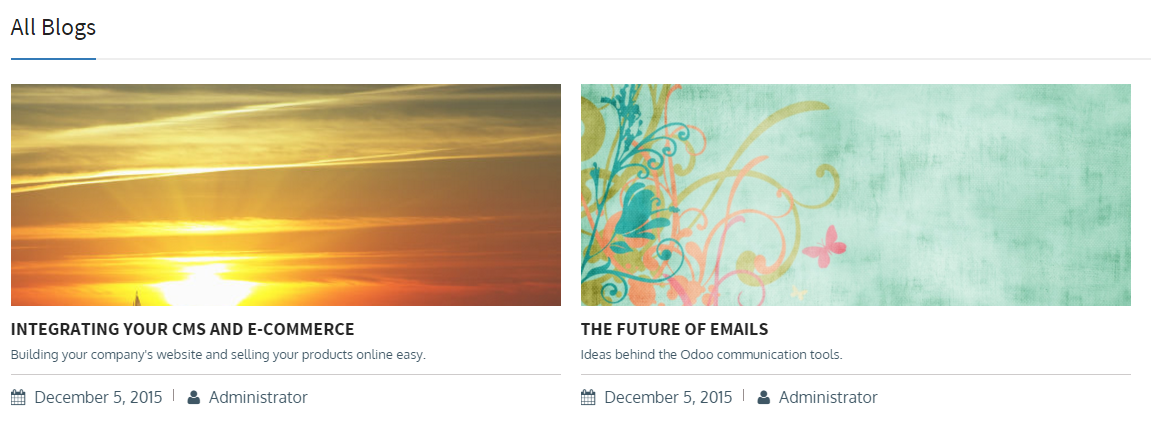 All Blogs
INTEGRATING YOUR CMS AND E-COMMERCE
Building your company's website and selling your products online easy.
December 5, 2015 | Administrator
THE FUTURE OF EMAILS
Ideas behind the Odoo communication tools.
December 5, 2015 | Administrator